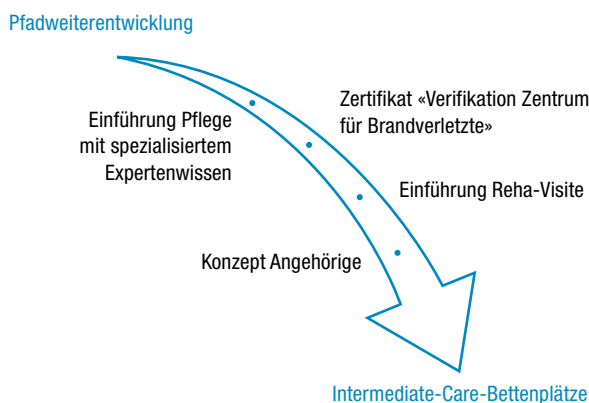 Pfadweiterentwicklung
Einführung Pflege
mit spezialisiertem
Expertenwissen
Zertifikat «Verifikation Zentrum
für Brandverletzte»
Einführung Reha-Visite
Konzept Angehörige
Intermediate-Care-Bettenplätze